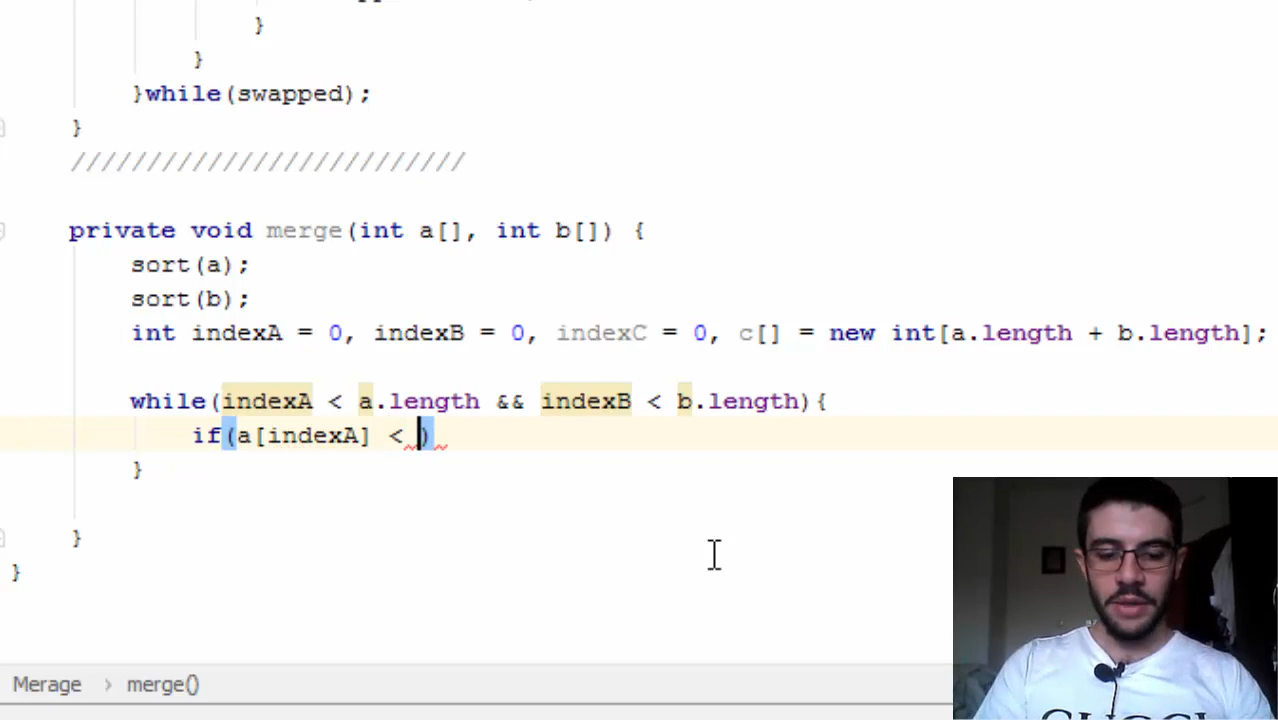 }
}
}while(swapped);
}
//////////////////////////
private void merge(int a[], int b[]) {
sort(a);
sort(b);
int indexA = 0, indexB = 0, indexC = 0, c[] = new int[a.length + b.length];
while(indexA < a.length && indexB < b.length){
if(a[indexA] < )
}
}
}
Merage > merge()